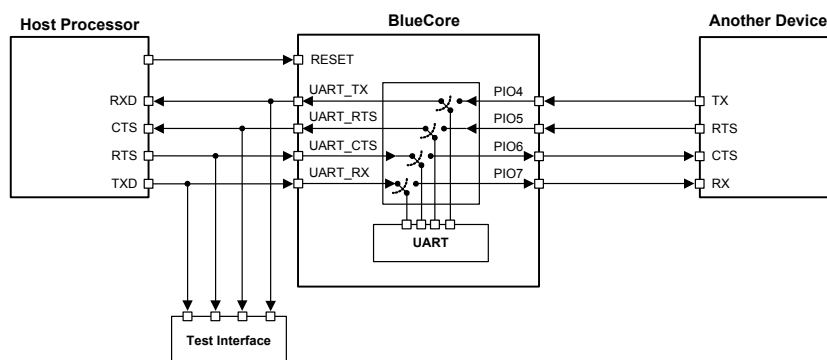 Host Processor
BlueCore
Another Device
RESET
RXD
UART_TX
PIO4
TX
CTS
UART_RTS
PIO5
RTS
RTS
UART_CTS
PIO6
CTS
TXD
UART_RX
PIO7
RX
UART
Test Interface